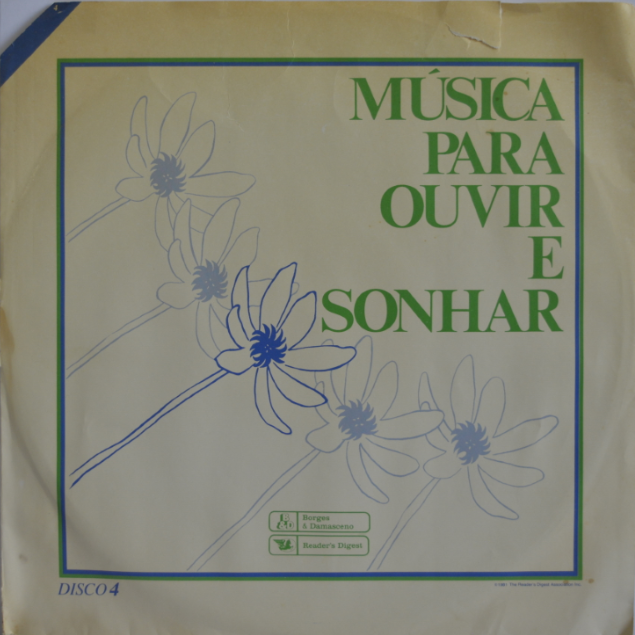 MÚSICA
PARA
OUVIR
E
SONHAR
Borges
& Damasceno
Reader's Digest
DISCO 4